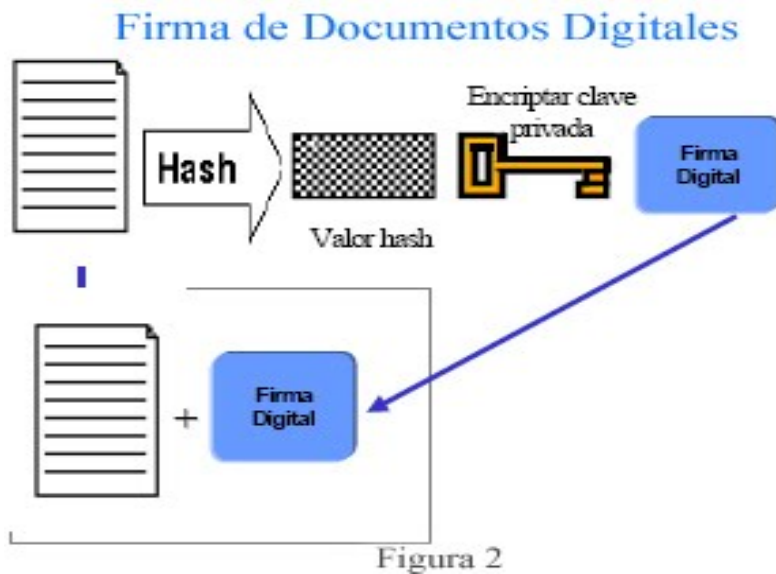 Firma de Documentos Digitales
Encriptar clave
privada
Hash
Firma
Digital
Valor hash
+
Firma
Digital
Figura 2